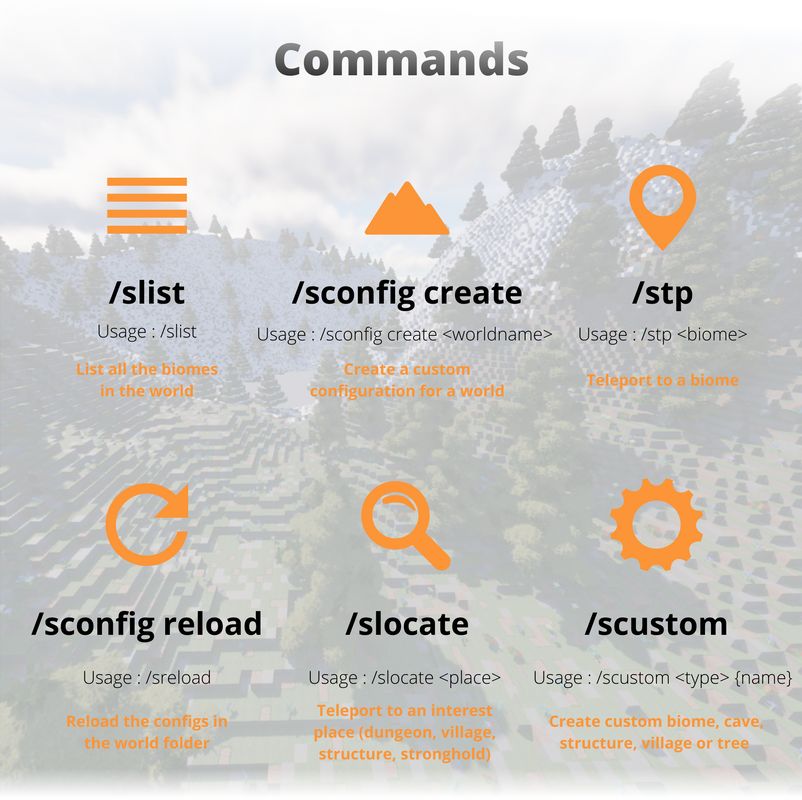 Commands
/slist
Usage : /slist
List all the biomes
in the world
/sconfig create
Usage : /sconfig create <worldname>
Create a custom
configuration for a world
/stp
Usage : /stp <biome>
Teleport to a biome
/sconfig reload
Usage : /sreload
Reload the configs in
the world folder
/slocate
Usage : /slocate <place>
Teleport to an interest
place (dungeon, village,
structure, stronghold)
/scustom
Usage : /scustom <type> {name}
Create custom biome, cave,
structure, village or tree